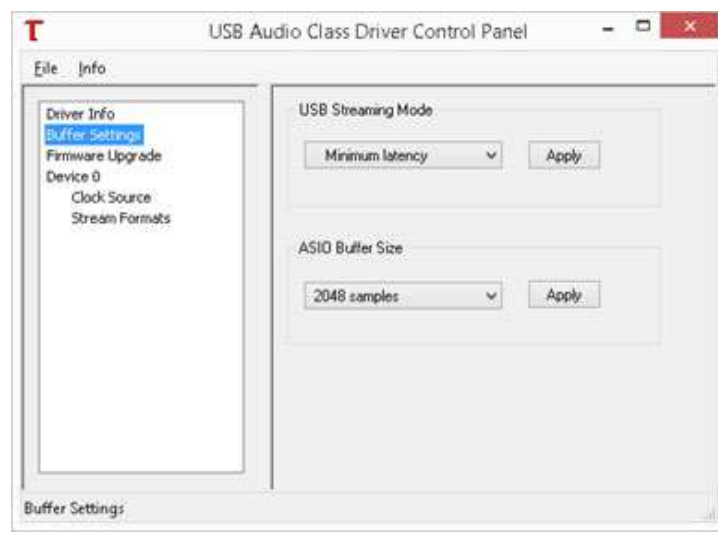 T USB Audio Class Driver Control Panel
File Info
Driver Info
Buffer Settings
Firmware Upgrade
Device 0
Clock Source
Stream Formats
USB Streaming Mode
Minimum latency Apply
ASIO Buffer Size
2048 samples Apply
Buffer Settings